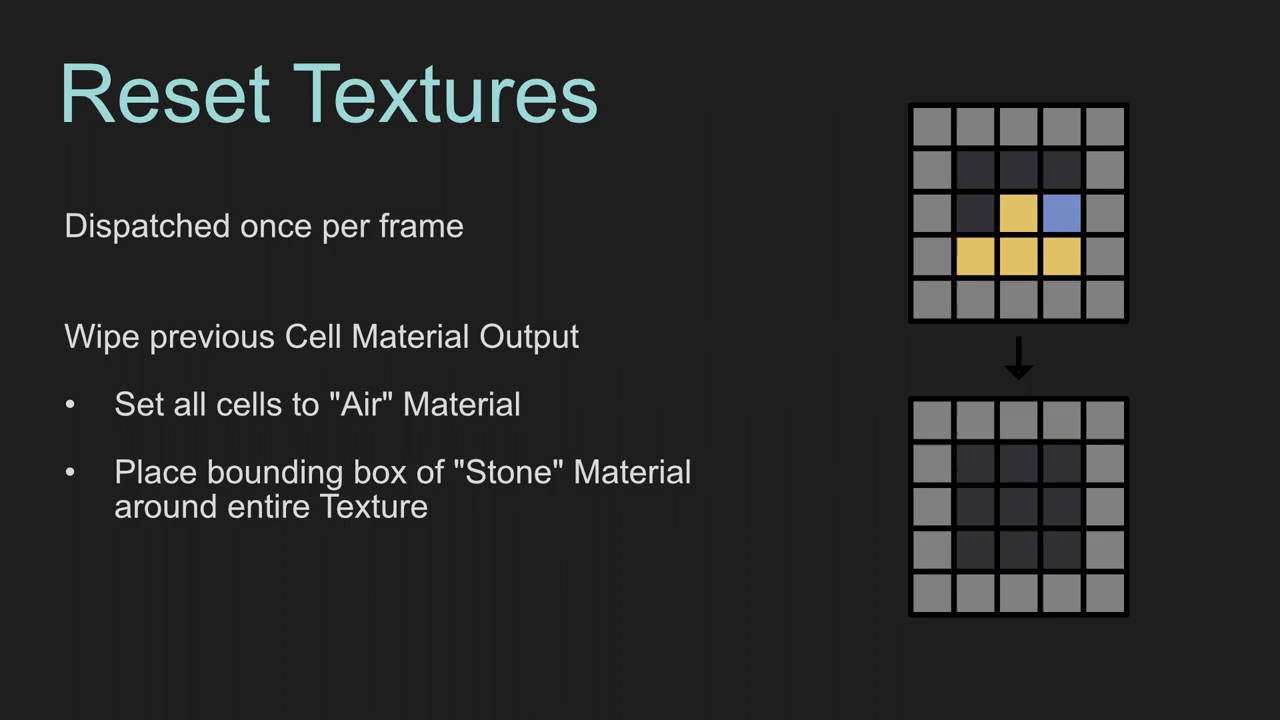 Reset Textures
Dispatched once per frame
Wipe previous Cell Material Output
• Set all cells to "Air" Material
• Place bounding box of "Stone" Material
around entire Texture